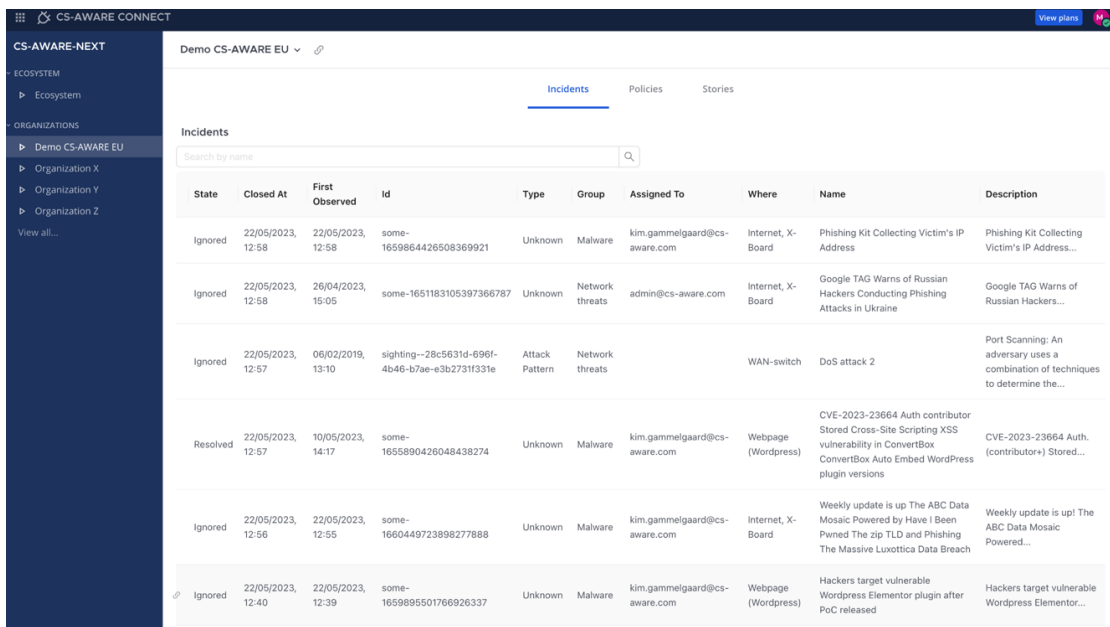 CS-AWARE CONNECT
View plans
M
CS-AWARE-NEXT
ECOSYSTEM
Ecosystem
ORGANIZATIONS
Demo CS-AWARE EU
Organization X
Organization Y
Organization Z
View all...
Demo CS-AWARE EU
Incidents Policies Stories
Incidents
Search by name
State Closed At First Observed Id Type Group Assigned To Where Name Description
Ignored 22/05/2023, 12:58 22/05/2023, 12:58 some-1659864426508369921 Unknown Malware kim.gammelgaard@cs-aware.com Internet, X-Board Phishing Kit Collecting Victim's IP Address Phishing Kit Collecting Victim's IP Address...
Ignored 22/05/2023, 12:58 26/04/2023, 15:05 some-1651183105397366787 Unknown Network threats admin@cs-aware.com Internet, X-Board Google TAG Warns of Russian Hackers Conducting Phishing Attacks in Ukraine Google TAG Warns of Russian Hackers...
Ignored 22/05/2023, 12:57 06/02/2019, 13:10 sighting--28c5631d-696f-4b46-b7ae-e3b2731f331e Attack Pattern Network threats WAN-switch DoS attack 2 Port Scanning: An adversary uses a combination of techniques to determine the...
Resolved 22/05/2023, 12:57 10/05/2023, 14:17 some-1655890426048438274 Unknown Malware kim.gammelgaard@cs-aware.com Webpage (Wordpress) CVE-2023-23664 Auth contributor Stored Cross-Site Scripting XSS vulnerability in ConvertBox ConvertBox Auto Embed WordPress plugin versions CVE-2023-23664 Auth. (contributor+) Stored...
Ignored 22/05/2023, 12:56 22/05/2023, 12:55 some-1660449723898277888 Unknown Malware kim.gammelgaard@cs-aware.com Internet, X-Board Weekly update is up The ABC Data Mosaic Powered by Have I Been Pwned The zip TLD and Phishing The Massive Luxottica Data Breach Weekly update is up! The ABC Data Mosaic Powered...
Ignored 22/05/2023, 12:40 22/05/2023, 12:39 some-1659895501766926337 Unknown Malware kim.gammelgaard@cs-aware.com Webpage (Wordpress) Hackers target vulnerable Wordpress Elementor plugin after PoC released Hackers target vulnerable Wordpress Elementor...